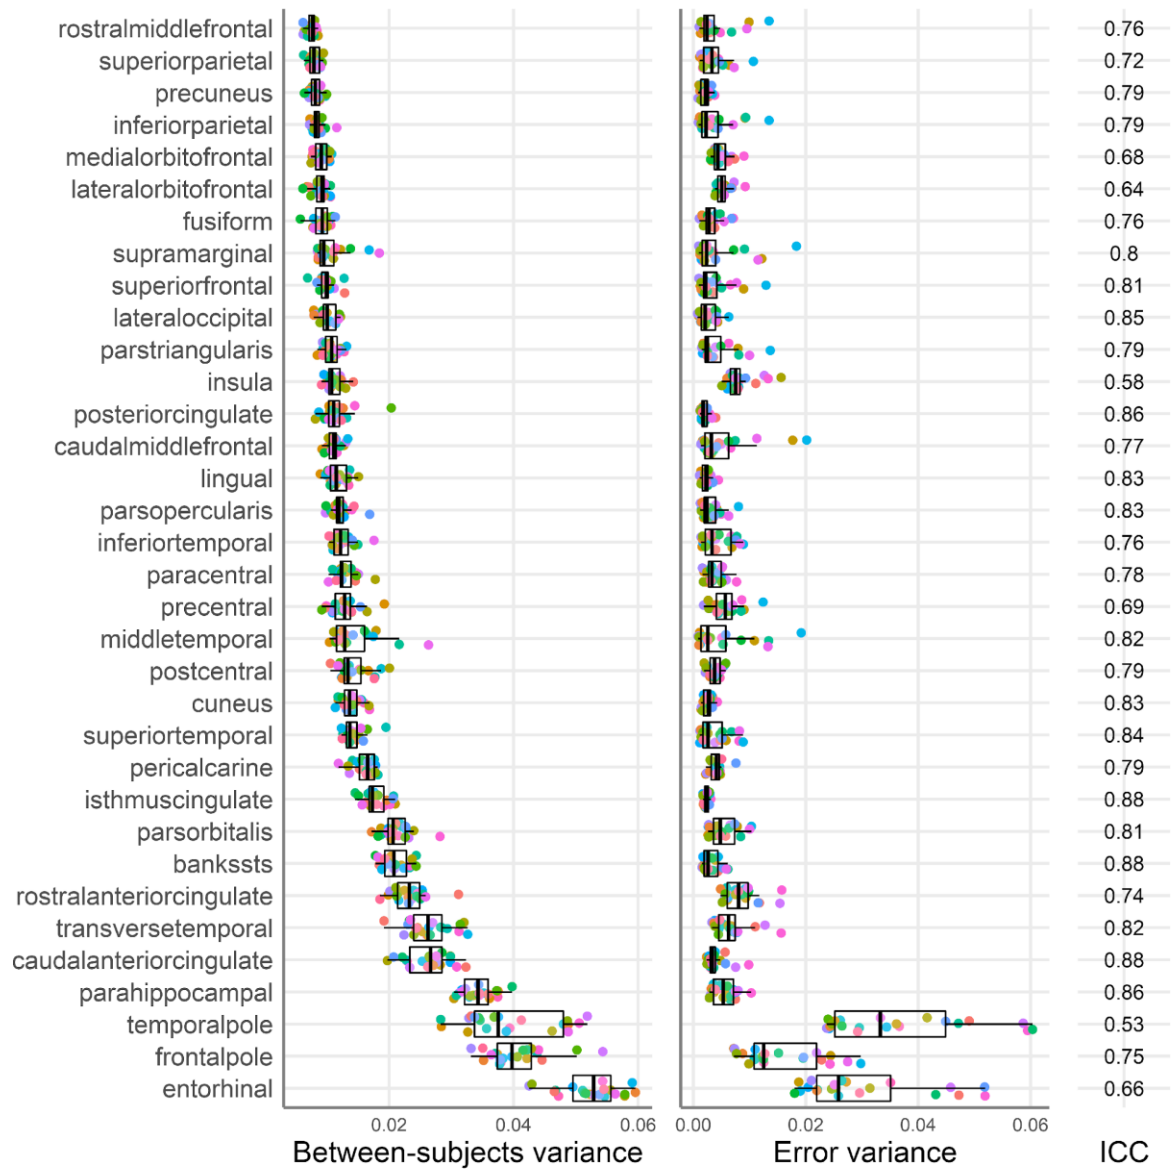 rostralmiddlefrontal 0.76
superiorparietal 0.72
precuneus 0.79
inferiorparietal 0.79
medialorbitofrontal 0.68
lateralorbitofrontal 0.64
fusiform 0.76
supramarginal 0.8
superiorfrontal 0.81
lateraloccipital 0.85
parstriangularis 0.79
insula 0.58
posteriorcingulate 0.86
caudalmiddlefrontal 0.77
lingual 0.83
parsopercularis 0.83
inferiortemporal 0.76
paracentral 0.78
precentral 0.69
middletemporal 0.82
postcentral 0.79
cuneus 0.83
superiortemporal 0.84
pericalcarine 0.79
isthmuscingulate 0.88
parsorbitalis 0.81
bankssts 0.88
rostralanteriorcingulate 0.74
transversetemporal 0.82
caudalanteriorcingulate 0.88
parahippocampal 0.86
temporalpole 0.53
frontalpole 0.75
entorhinal 0.66
0.02 0.04 0.06 0.00 0.02 0.04 0.06
Between-subjects variance Error variance ICC